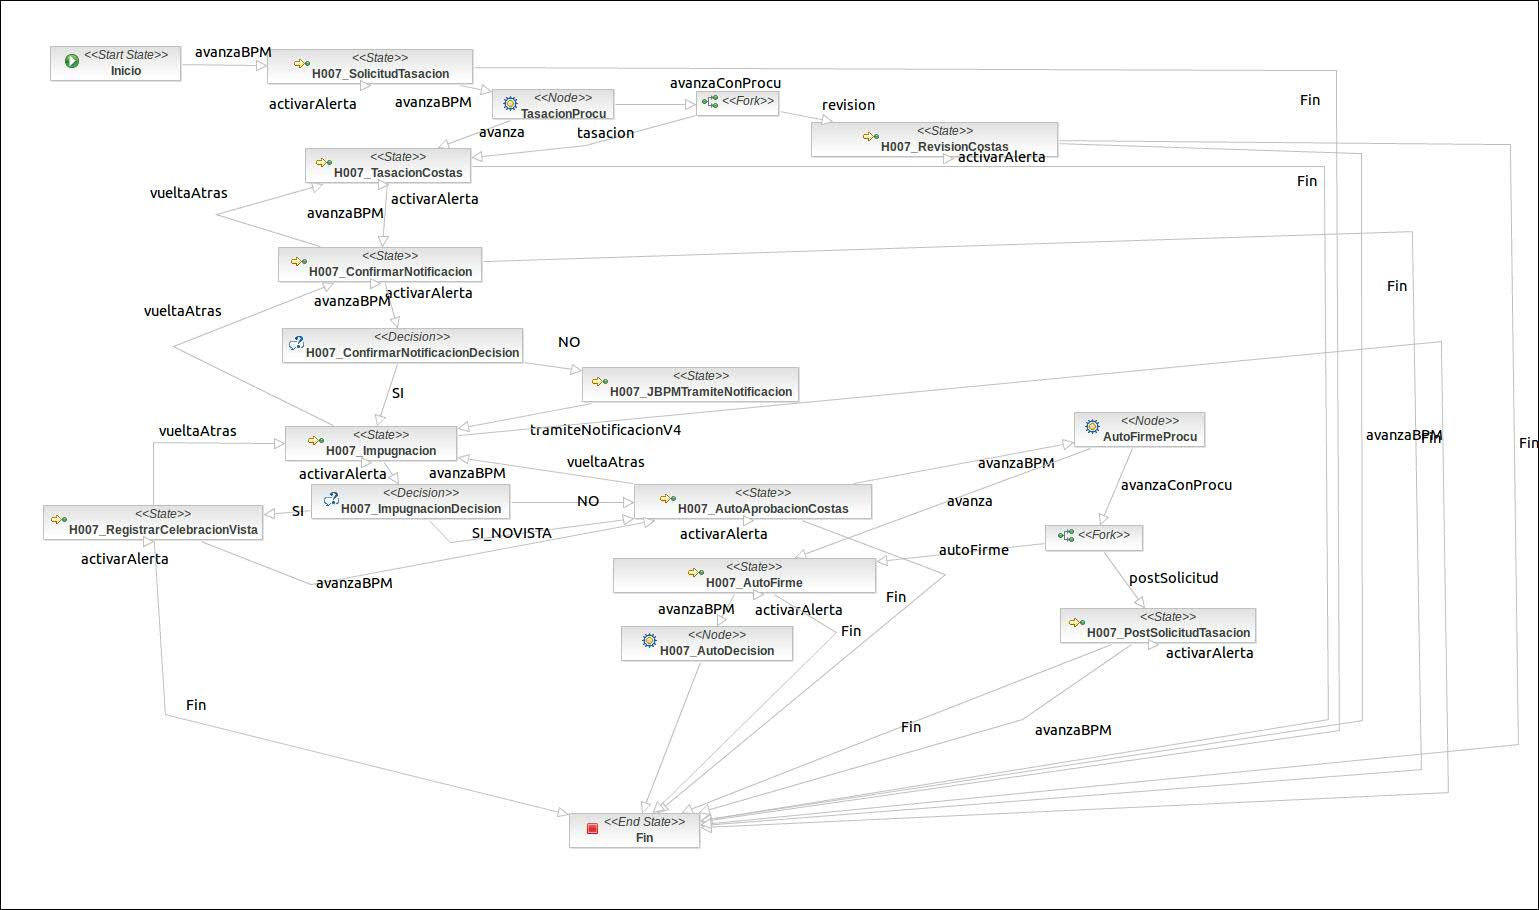 <<Start State>>
Inicio
avanzaBPM
<<State>>
H007_SolicitudTasacion
activarAlerta
avanzaBPM
<<Node>>
TasacionProcu
avanzaConProcu
<<Fork>>
revision
Fin
<<State>>
H007_RevisionCostas
activarAlerta
avanza
tasacion
<<State>>
H007_TasacionCostas
Fin
vueltaAtras
activarAlerta
avanzaBPM
<<State>>
H007_ConfirmarNotificacion
Fin
activarAlerta
avanzaBPM
vueltaAtras
<<Decision>>
H007_ConfirmarNotificacionDecision
NO
<<State>>
H007_JBPMTramiteNotificacion
SI
tramiteNotificacionV4
vueltaAtras
<<State>>
H007_Impugnacion
<<Node>>
AutoFirmeProcu
avanzaBPM
Fin
Fin
activarAlerta
avanzaBPM
vueltaAtras
avanzaBPM
avanzaConProcu
<<Decision>>
H007_ImpugnacionDecision
NO
<<State>>
H007_AutoAprobacionCostas
avanza
SI
<<State>>
H007_RegistrarCelebracionVista
SI_NOVISTA
activarAlerta
<<Fork>>
autoFirme
activarAlerta
avanzaBPM
<<State>>
H007_AutoFirme
postSolicitud
Fin
avanzaBPM
activarAlerta
<<State>>
H007_PostSolicitudTasacion
activarAlerta
Fin
<<Node>>
H007_AutoDecision
Fin
Fin
avanzaBPM
<<End State>>
Fin